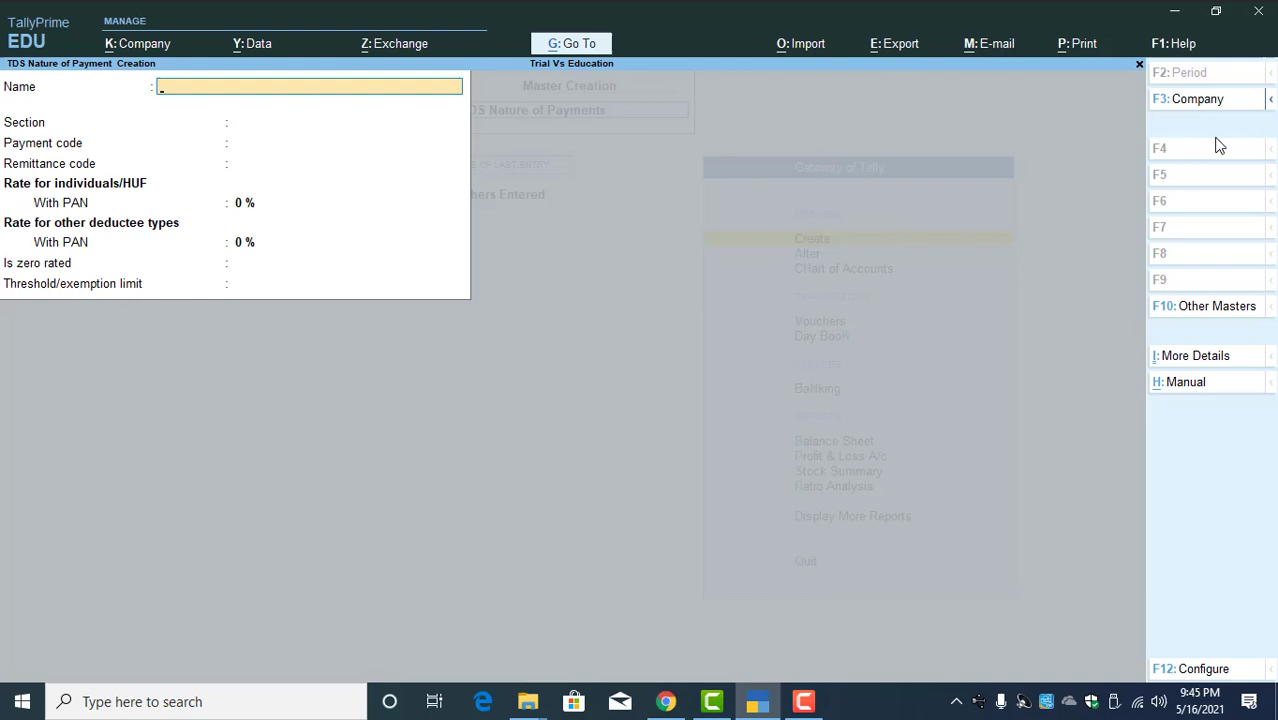 TallyPrime
EDU
MANAGE
K: Company
Y: Data
Z: Exchange
G: Go To
O: Import
E: Export
M: E-mail
P: Print
F1: Help
TDS Nature of Payment Creation
Trial Vs Education
Name :
Section :
Payment code :
Remittance code :
Rate for individuals/HUF
With PAN : 0 %
Rate for other deductee types
With PAN : 0 %
Is zero rated :
Threshold/exemption limit :
Master Creation
DS Nature of Payments
OF LAST ENTRY
hers Entered
Gateway of Tally
Create
Alter
CHart of Accounts
Vouchers
Day Book
BaNking
Balance Sheet
Profit & Loss A/c
Stock Summary
Ratio Analysis
Display More Reports
Quit
F2: Period
F3: Company
F4
F5
F6
F7
F8
F9
F10: Other Masters
I: More Details
H: Manual
F12: Configure
Type here to search
9:45 PM
5/16/2021